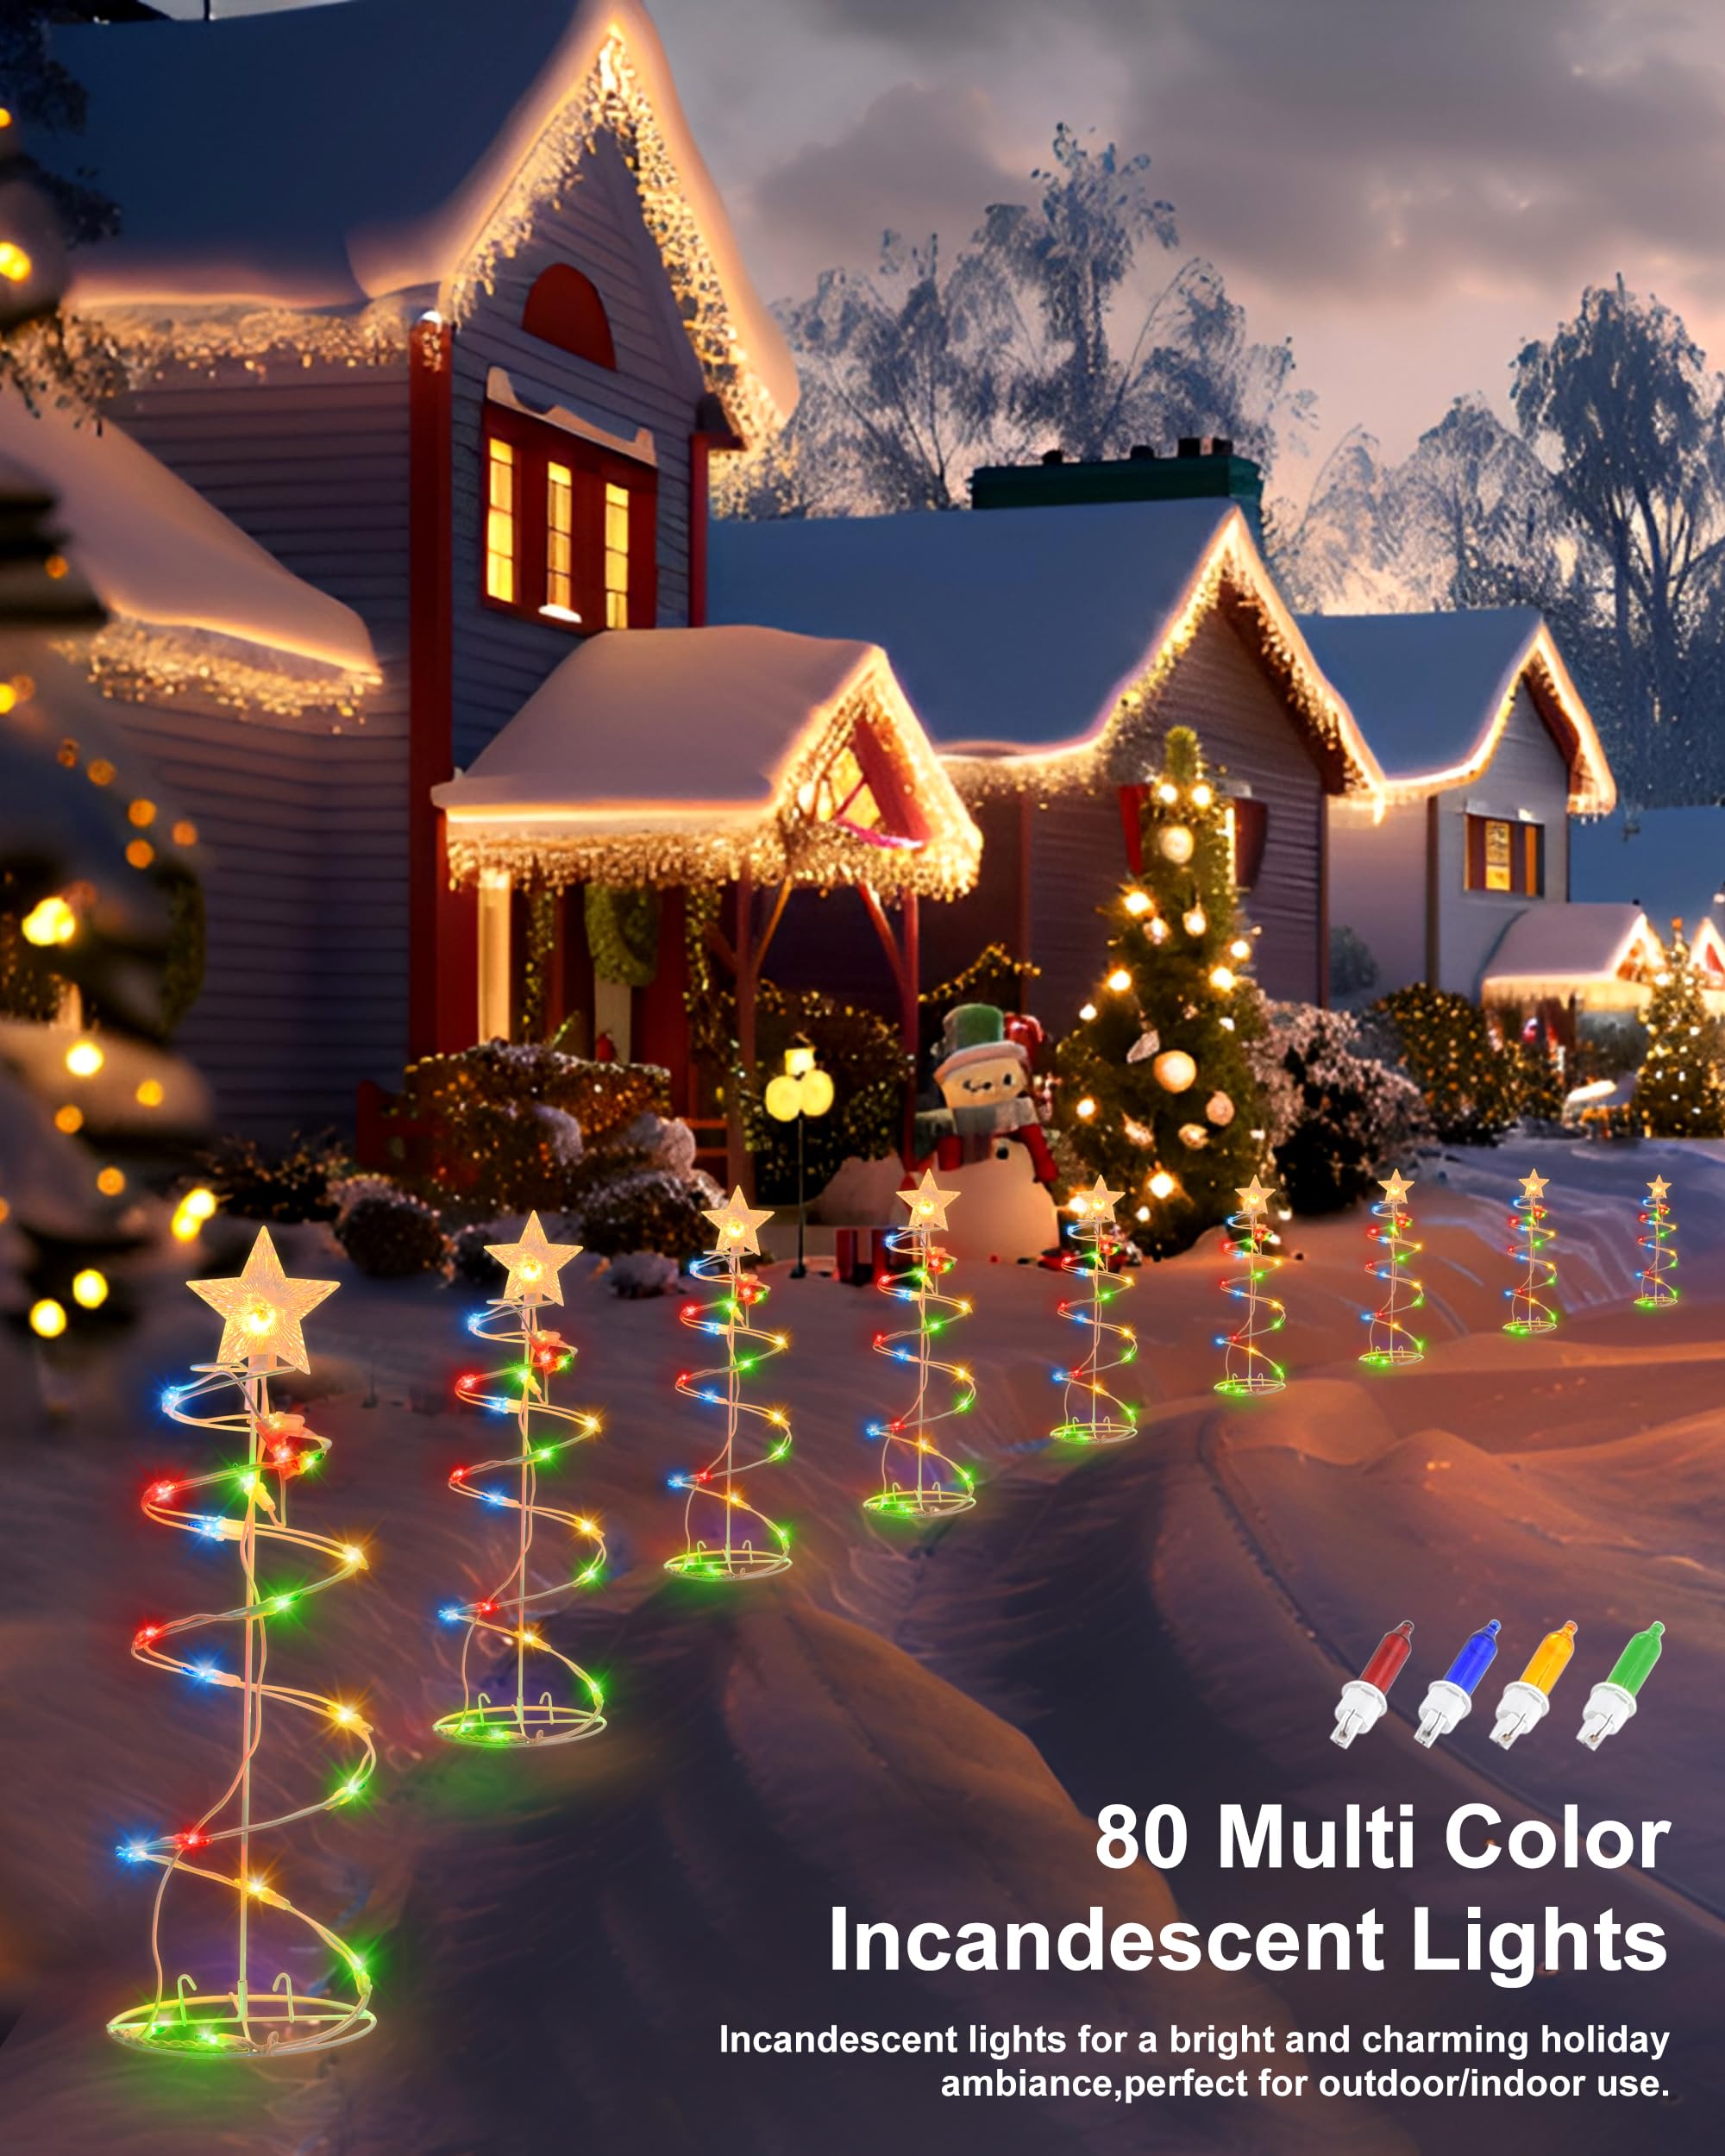 80 Multi Color
Incandescent Lights
Incandescent lights for a bright and charming holiday
ambiance,perfect for outdoor/indoor use.